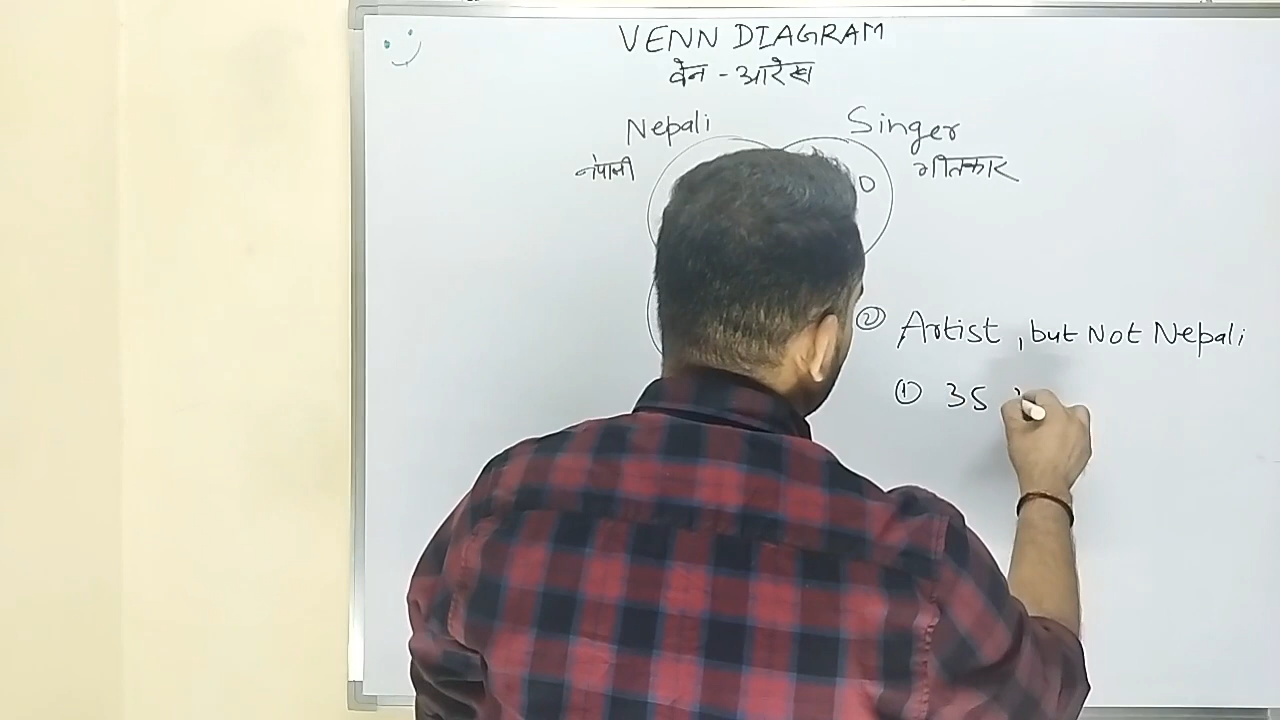 VENN DIAGRAM
वेन - आरेख
Nepali
Singer
नेपाली
गीतकार
② Artist, but Not Nepali
① 35